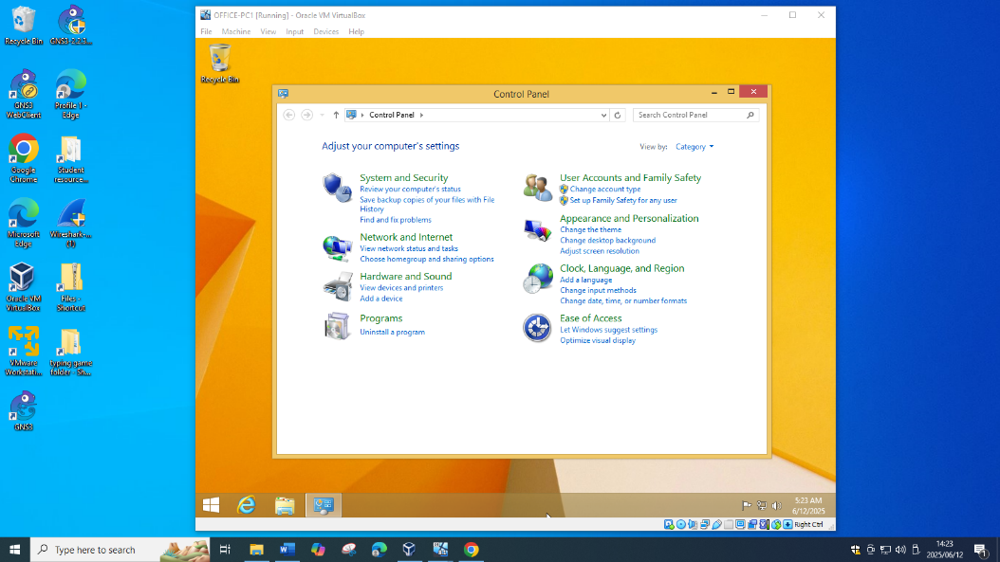 Recycle Bin
GNS3-2.2.3...
GNS3
WebClient
Profile 1 -
Edge
Google
Chrome
Student
resource...
Microsoft
Edge
Wireshark-...
(1)
Oracle VM
VirtualBox
Files -
Shortcut
VMware
Workstati...
typing game
folder - Sh...
GNS3
OFFICE-PC1 [Running] - Oracle VM VirtualBox
File Machine View Input Devices Help
Recycle Bin
Control Panel
Control Panel
Search Control Panel
Adjust your computer's settings
View by: Category
System and Security
Review your computer's status
Save backup copies of your files with File
History
Find and fix problems
Network and Internet
View network status and tasks
Choose homegroup and sharing options
Hardware and Sound
View devices and printers
Add a device
Programs
Uninstall a program
User Accounts and Family Safety
Change account type
Set up Family Safety for any user
Appearance and Personalization
Change the theme
Change desktop background
Adjust screen resolution
Clock, Language, and Region
Add a language
Change input methods
Change date, time, or number formats
Ease of Access
Let Windows suggest settings
Optimize visual display
5:23 AM
6/12/2025
Right Ctrl
Type here to search
14:23
2025/06/12
1